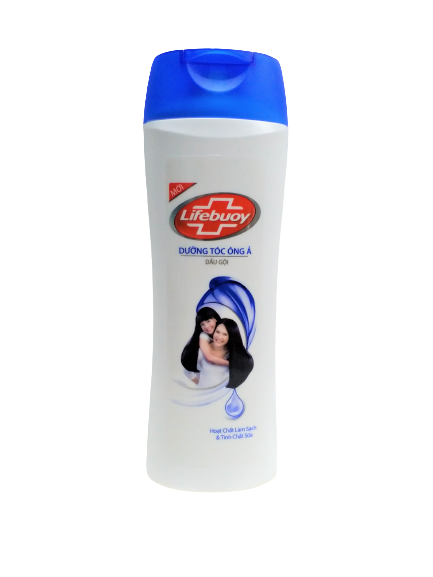 MỚI
Lifebuoy
DƯỠNG TÓC ÓNG Ả
DẦU GỘI
Hoạt Chất Làm Sạch
& Tinh Chất Sữa